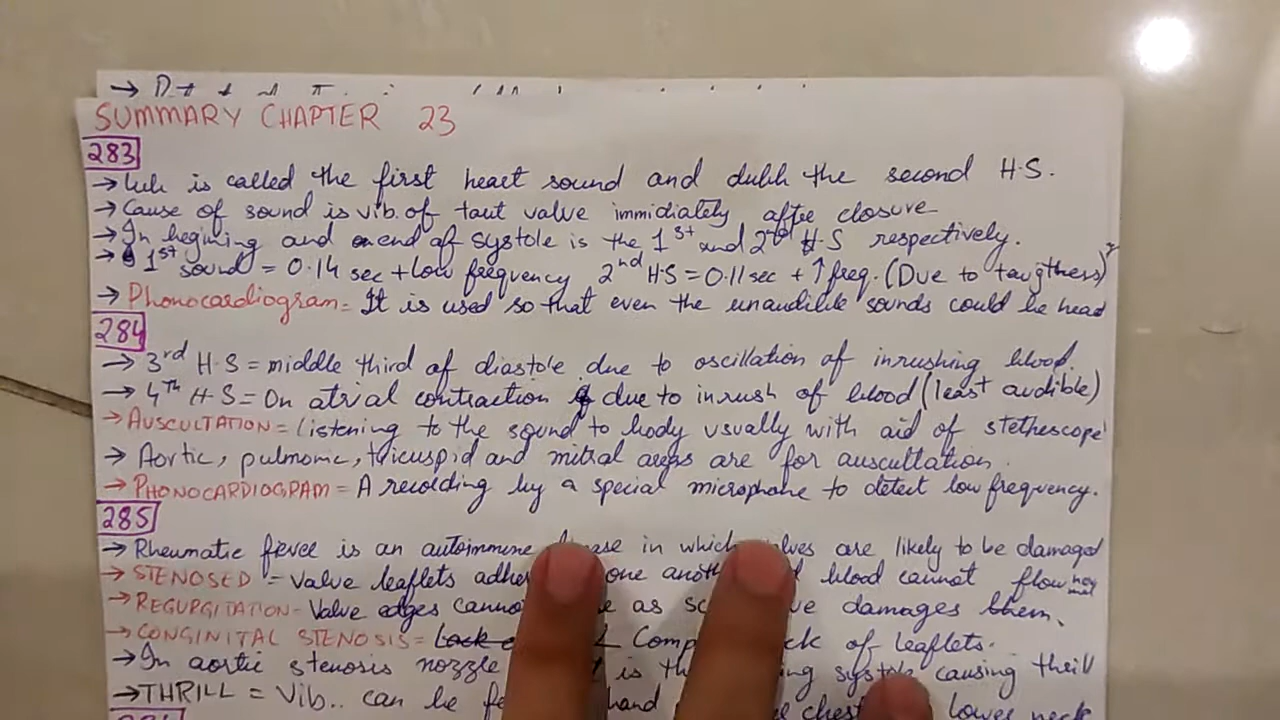 SUMMARY CHAPTER 23
283
→ Lub is called the first heart sound and dubb the second H.S.
→ Cause of sound is vib. of taut valve immidiately after closure
→ In begining and end of systole is the 1st and 2nd H.S respectively.
→ 1st sound = 0.14 sec + low frequency 2nd H.S = 0.11 sec + ↑ freq. (Due to taugthness)
→ Phonocardiogram = It is used so that even the unaudible sounds could be head
284
→ 3rd H.S = middle third of diastole due to oscillation of inrushing blood.
→ 4TH H.S = On atrial contraction due to inrush of blood (least audible)
→ AUSCULTATION = listening to the sound to body usually with aid of stethescope
→ Aortic, pulmonic, tricuspid and mitral areas are for auscultation.
→ PHONOCARDIOGRAM = A recolding by a special microphone to detect low frequency.
285
→ Rheumatic fever is an autoimmune in which are likely to be damaged
→ STENOSED = Valve leaflets one blood cannot flow
→ REGURGITATION - Valve edges as damages them.
→ CONGINITAL STENOSIS = of leaflets.
→ In aortic stenosis nozzle is causing thrill
→ THRILL = Vib.. can be lower neck